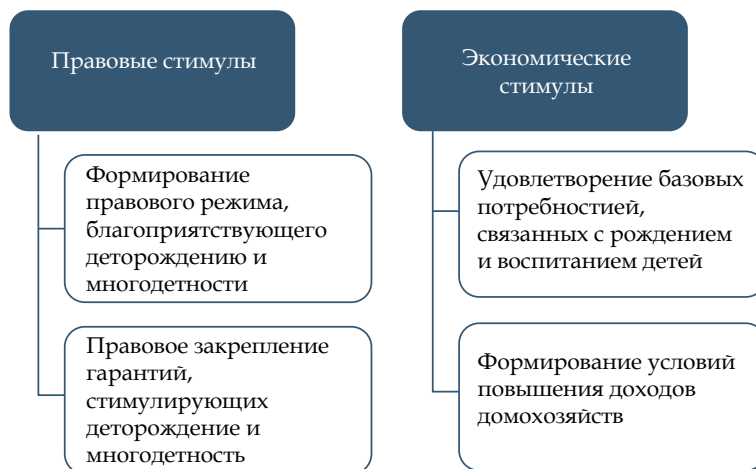 Правовые стимулы
Формирование
правового режима,
благоприятствующего
деторождению и
многодетности
Правовое закрепление
гарантий,
стимулирующих
деторождение и
многодетность
Экономические
стимулы
Удовлетворение базовых
потребностией,
связанных с рождением
и воспитанием детей
Формирование условий
повышения доходов
домохозяйств